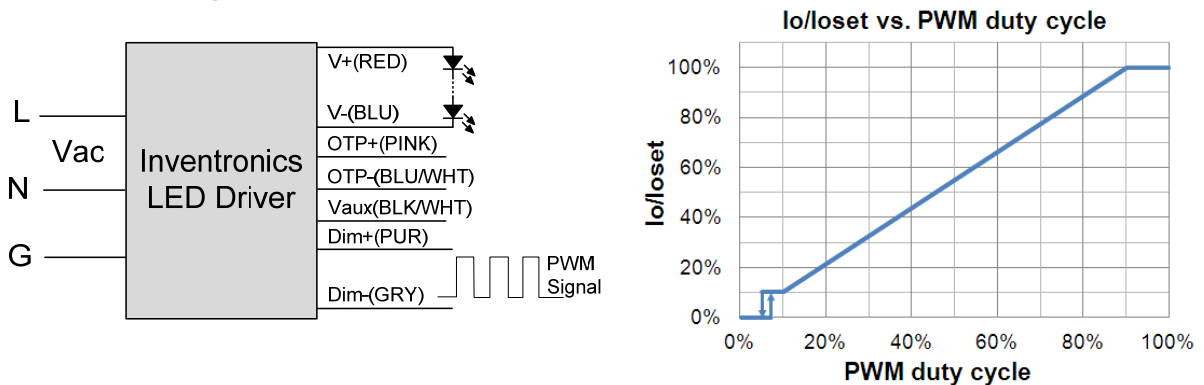 L
Vac
N
G
Inventronics
LED Driver
V+(RED)
V-(BLU)
OTP+(PINK)
OTP-(BLU/WHT)
Vaux(BLK/WHT)
Dim+(PUR)
Dim-(GRY)
PWM
Signal
Io/Ioset vs. PWM duty cycle
Io/Ioset
100%
80%
60%
40%
20%
0%
0% 20% 40% 60% 80% 100%
PWM duty cycle